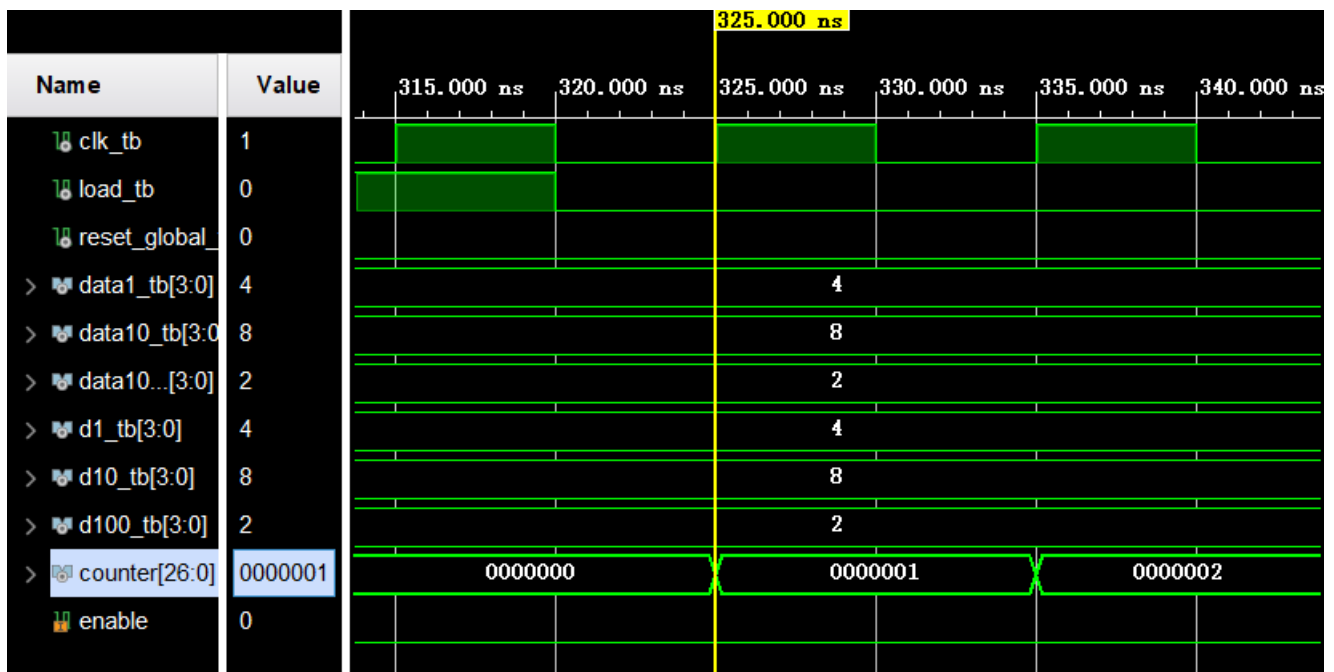 325.000 ns
Name Value
315.000 ns 320.000 ns 325.000 ns 330.000 ns 335.000 ns 340.000 ns
clk_tb 1
load_tb 0
reset_global_ 0
data1_tb[3:0] 4 4
data10_tb[3:0 8 8
data10...[3:0] 2 2
d1_tb[3:0] 4 4
d10_tb[3:0] 8 8
d100_tb[3:0] 2 2
counter[26:0] 0000001 0000000 0000001 0000002
enable 0